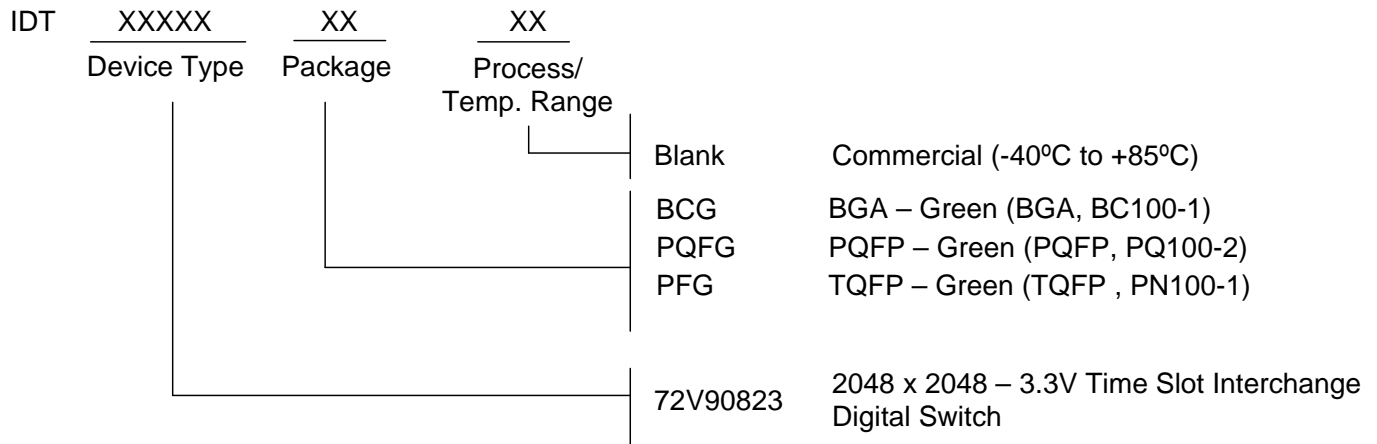 IDT XXXXX XX XX
Device Type Package Process/
Temp. Range
Blank Commercial (-40ºC to +85ºC)
BCG BGA – Green (BGA, BC100-1)
PQFG PQFP – Green (PQFP, PQ100-2)
PFG TQFP – Green (TQFP , PN100-1)
72V90823 2048 x 2048 – 3.3V Time Slot Interchange
Digital Switch